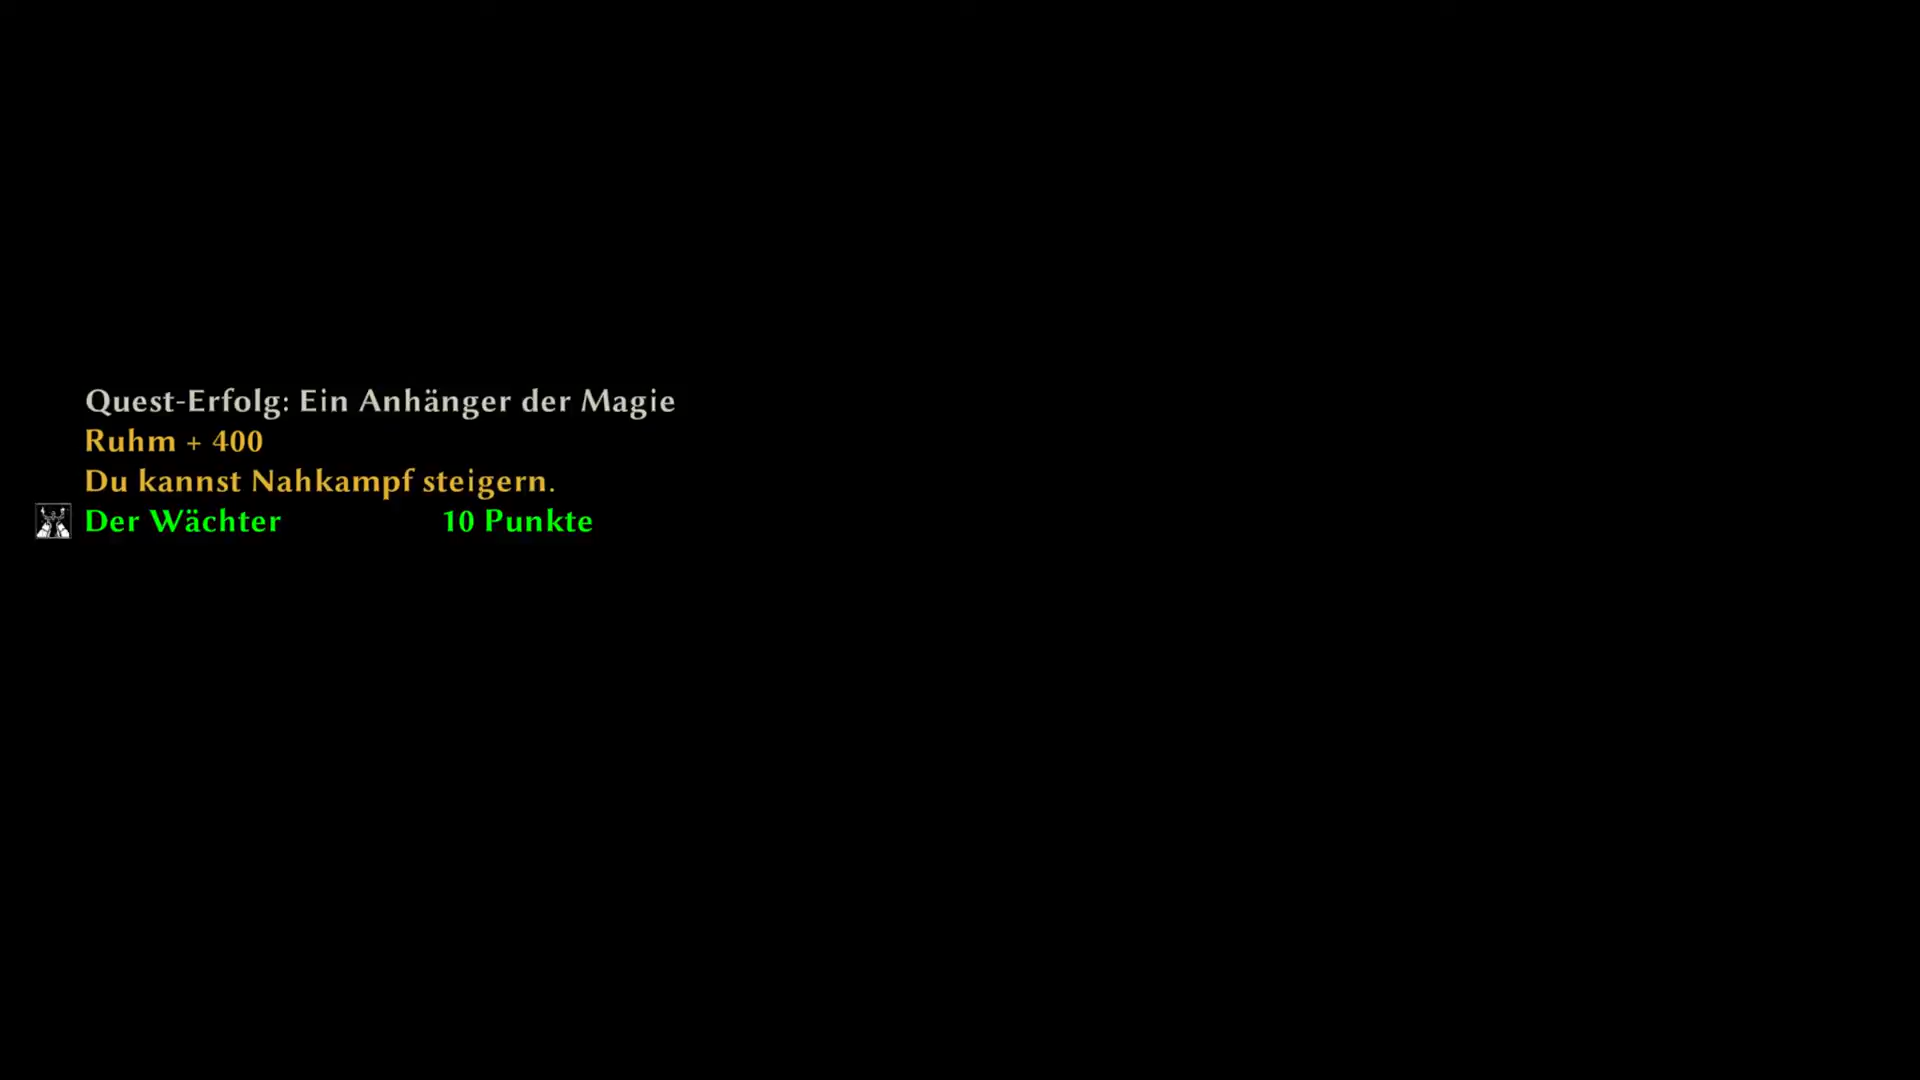 Quest-Erfolg: Ein Anhänger der Magie
Ruhm + 400
Du kannst Nahkampf steigern.
Der Wächter 10 Punkte